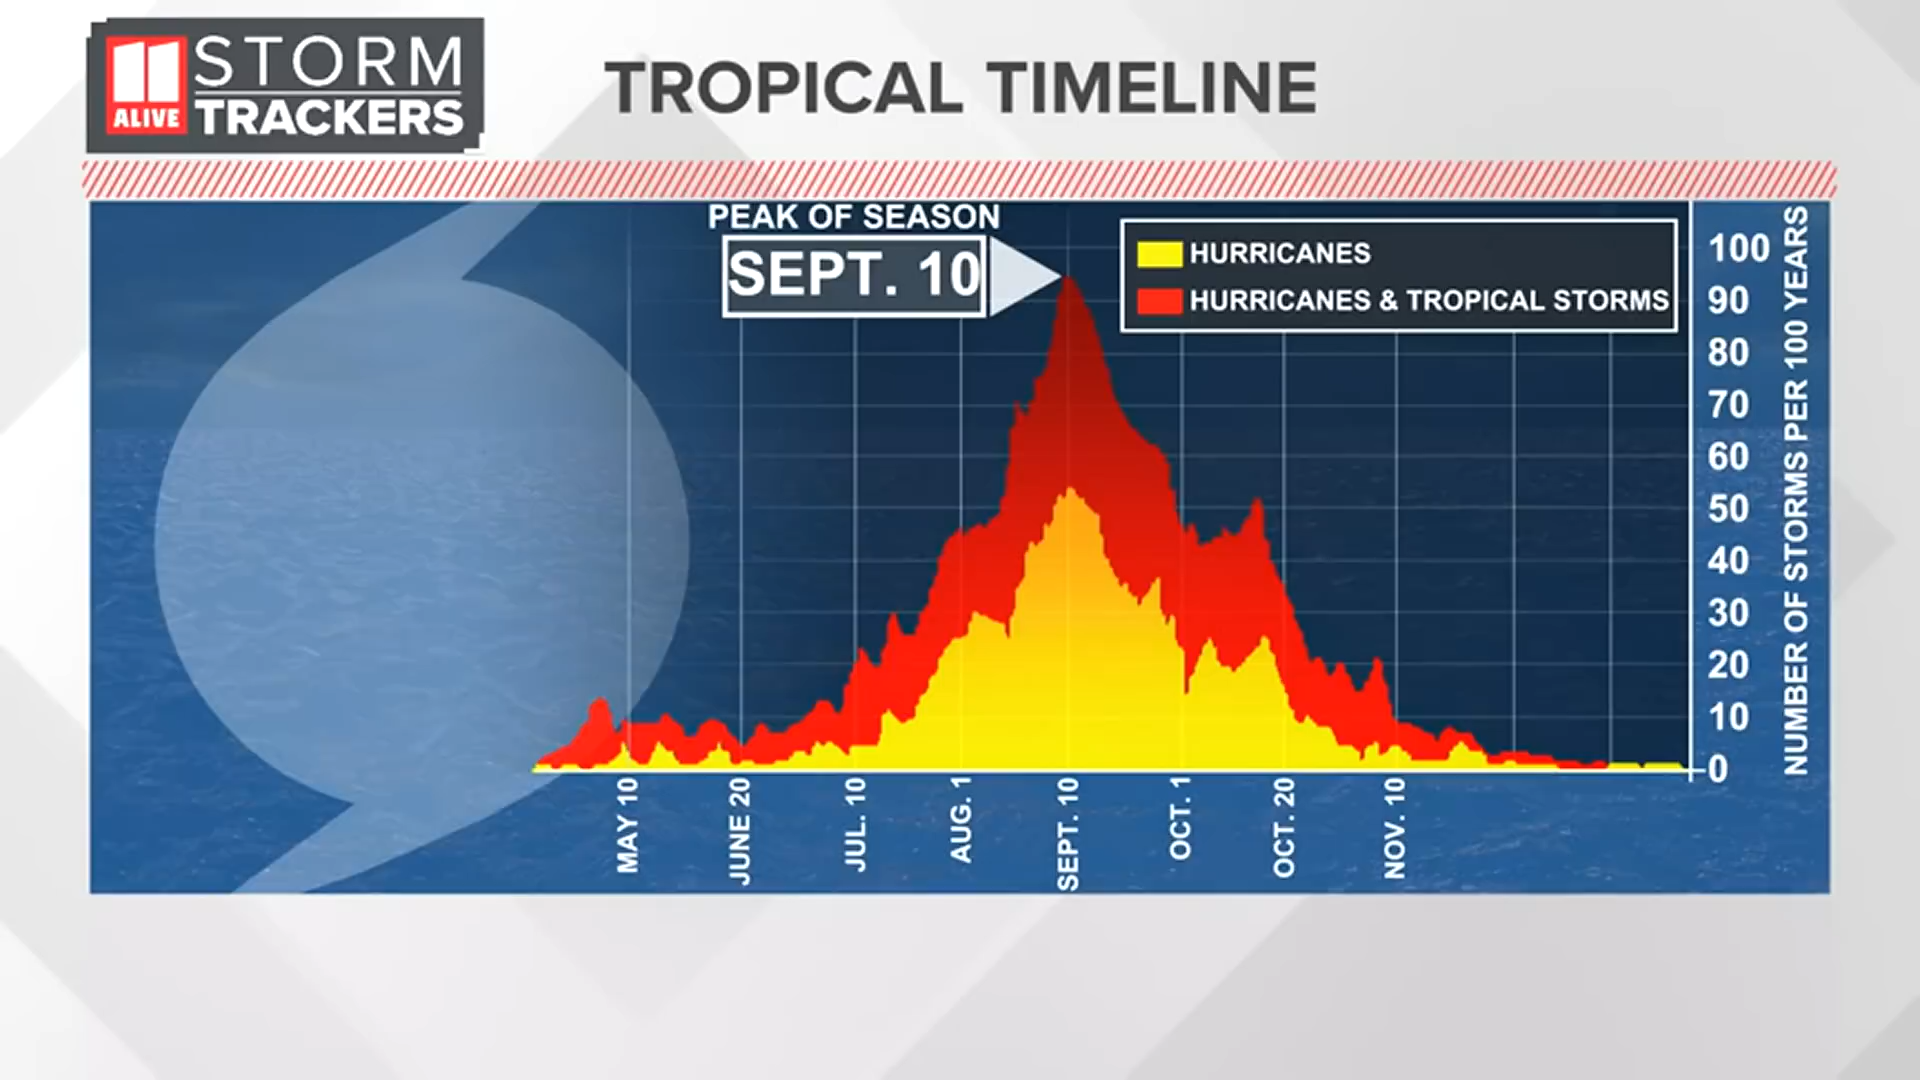 11 ALIVE
STORM
TRACKERS
TROPICAL TIMELINE
PEAK OF SEASON
SEPT. 10
HURRICANES
HURRICANES & TROPICAL STORMS
100
90
80
70
60
50
40
30
20
10
0
NUMBER OF STORMS PER 100 YEARS
MAY 10
JUNE 20
JUL. 10
AUG. 1
SEPT. 10
OCT. 1
OCT. 20
NOV. 10